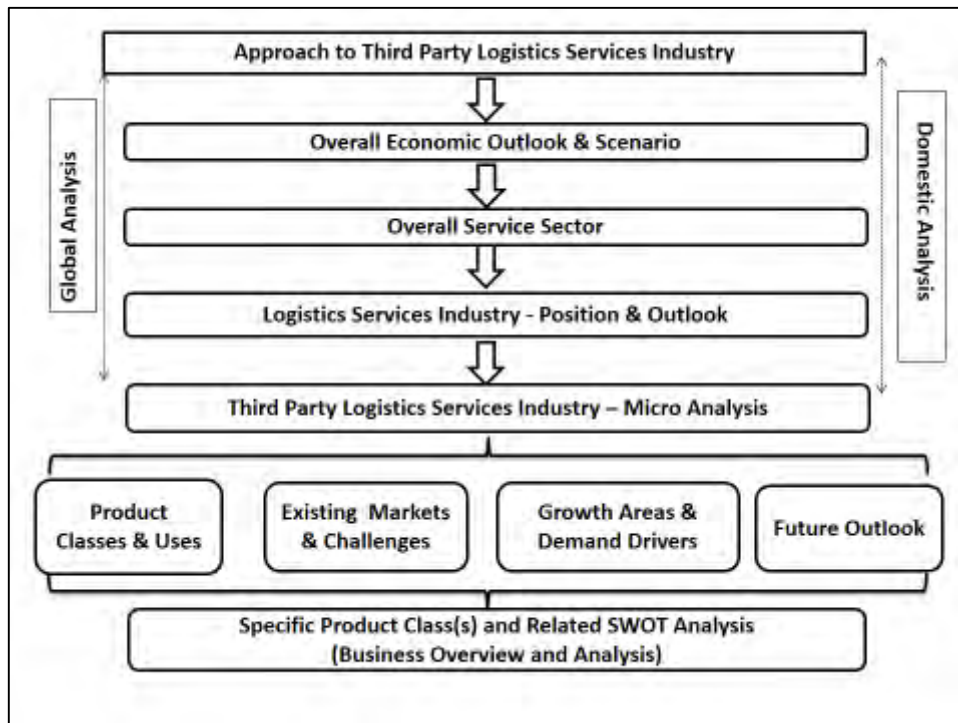 Approach to Third Party Logistics Services Industry
Global Analysis
Domestic Analysis
Overall Economic Outlook & Scenario
Overall Service Sector
Logistics Services Industry - Position & Outlook
Third Party Logistics Services Industry – Micro Analysis
Product
Classes & Uses
Existing Markets
& Challenges
Growth Areas &
Demand Drivers
Future Outlook
Specific Product Class(s) and Related SWOT Analysis
(Business Overview and Analysis)